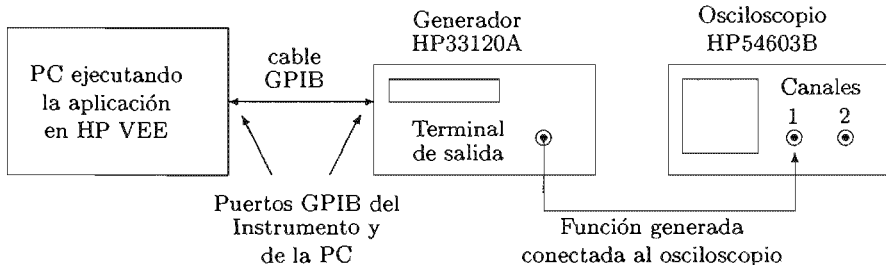 Generador
HP33120A
Osciloscopio
HP54603B
PC ejecutando
la aplicación
en HP VEE
cable
GPIB
Terminal
de salida
Canales
1 2
Puertos GPIB del
Instrumento y
de la PC
Función generada
conectada al osciloscopio